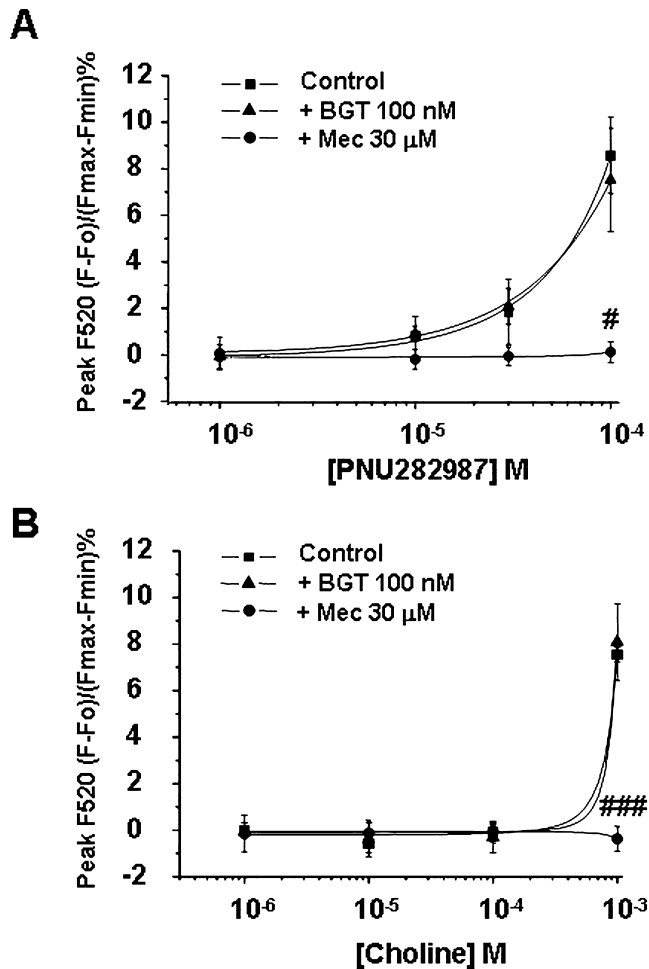 A
Peak F520 (F-Fo)/(Fmax-Fmin)%
12
10
8
6
4
2
0
-2
Control
+ BGT 100 nM
+ Mec 30 µM
#
10⁻⁶
10⁻⁵
10⁻⁴
[PNU282987] M
B
Peak F520 (F-Fo)/(Fmax-Fmin)%
12
10
8
6
4
2
0
-2
Control
+ BGT 100 nM
+ Mec 30 µM
###
10⁻⁶
10⁻⁵
10⁻⁴
10⁻³
[Choline] M